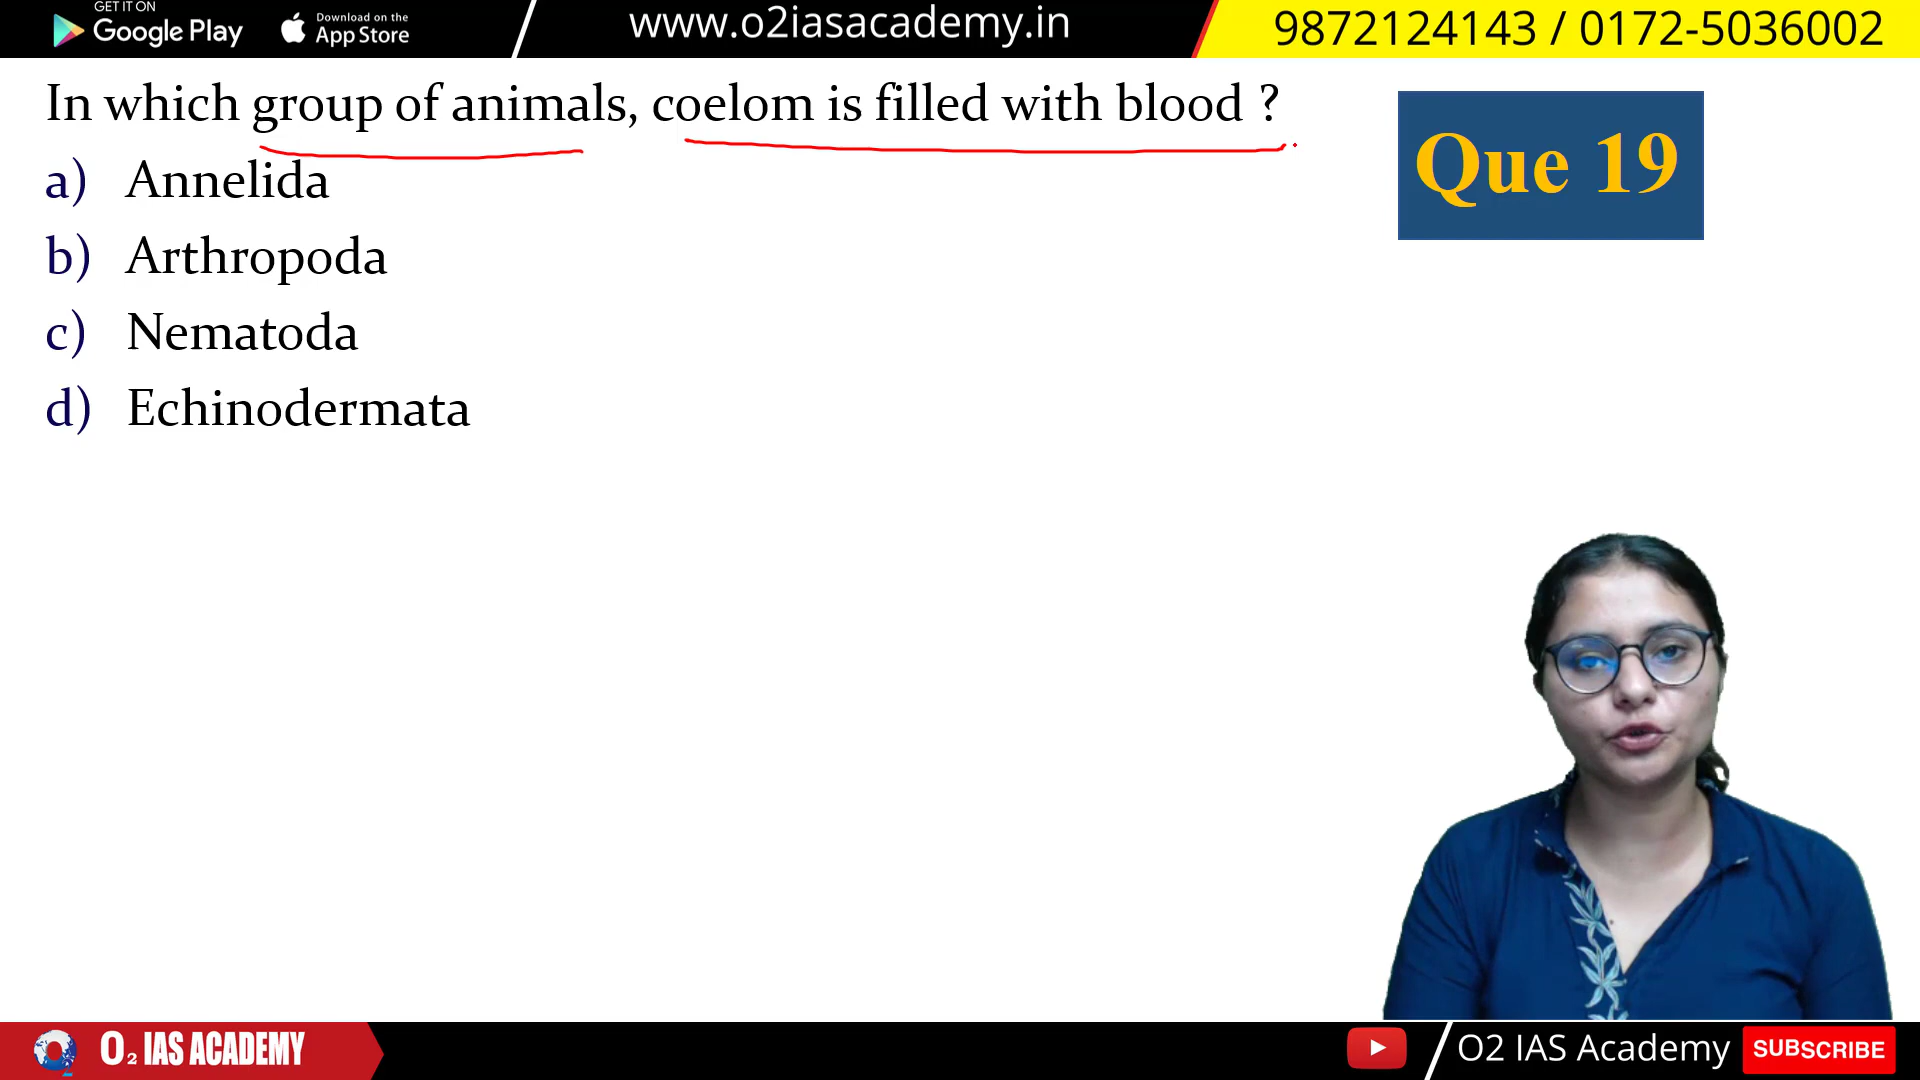 GET IT ON
Google Play
Download on the
App Store
www.o2iasacademy.in
9872124143 / 0172-5036002
In which group of animals, coelom is filled with blood ?
Que 19
a) Annelida
b) Arthropoda
c) Nematoda
d) Echinodermata
O2 IAS ACADEMY
O2 IAS Academy
SUBSCRIBE